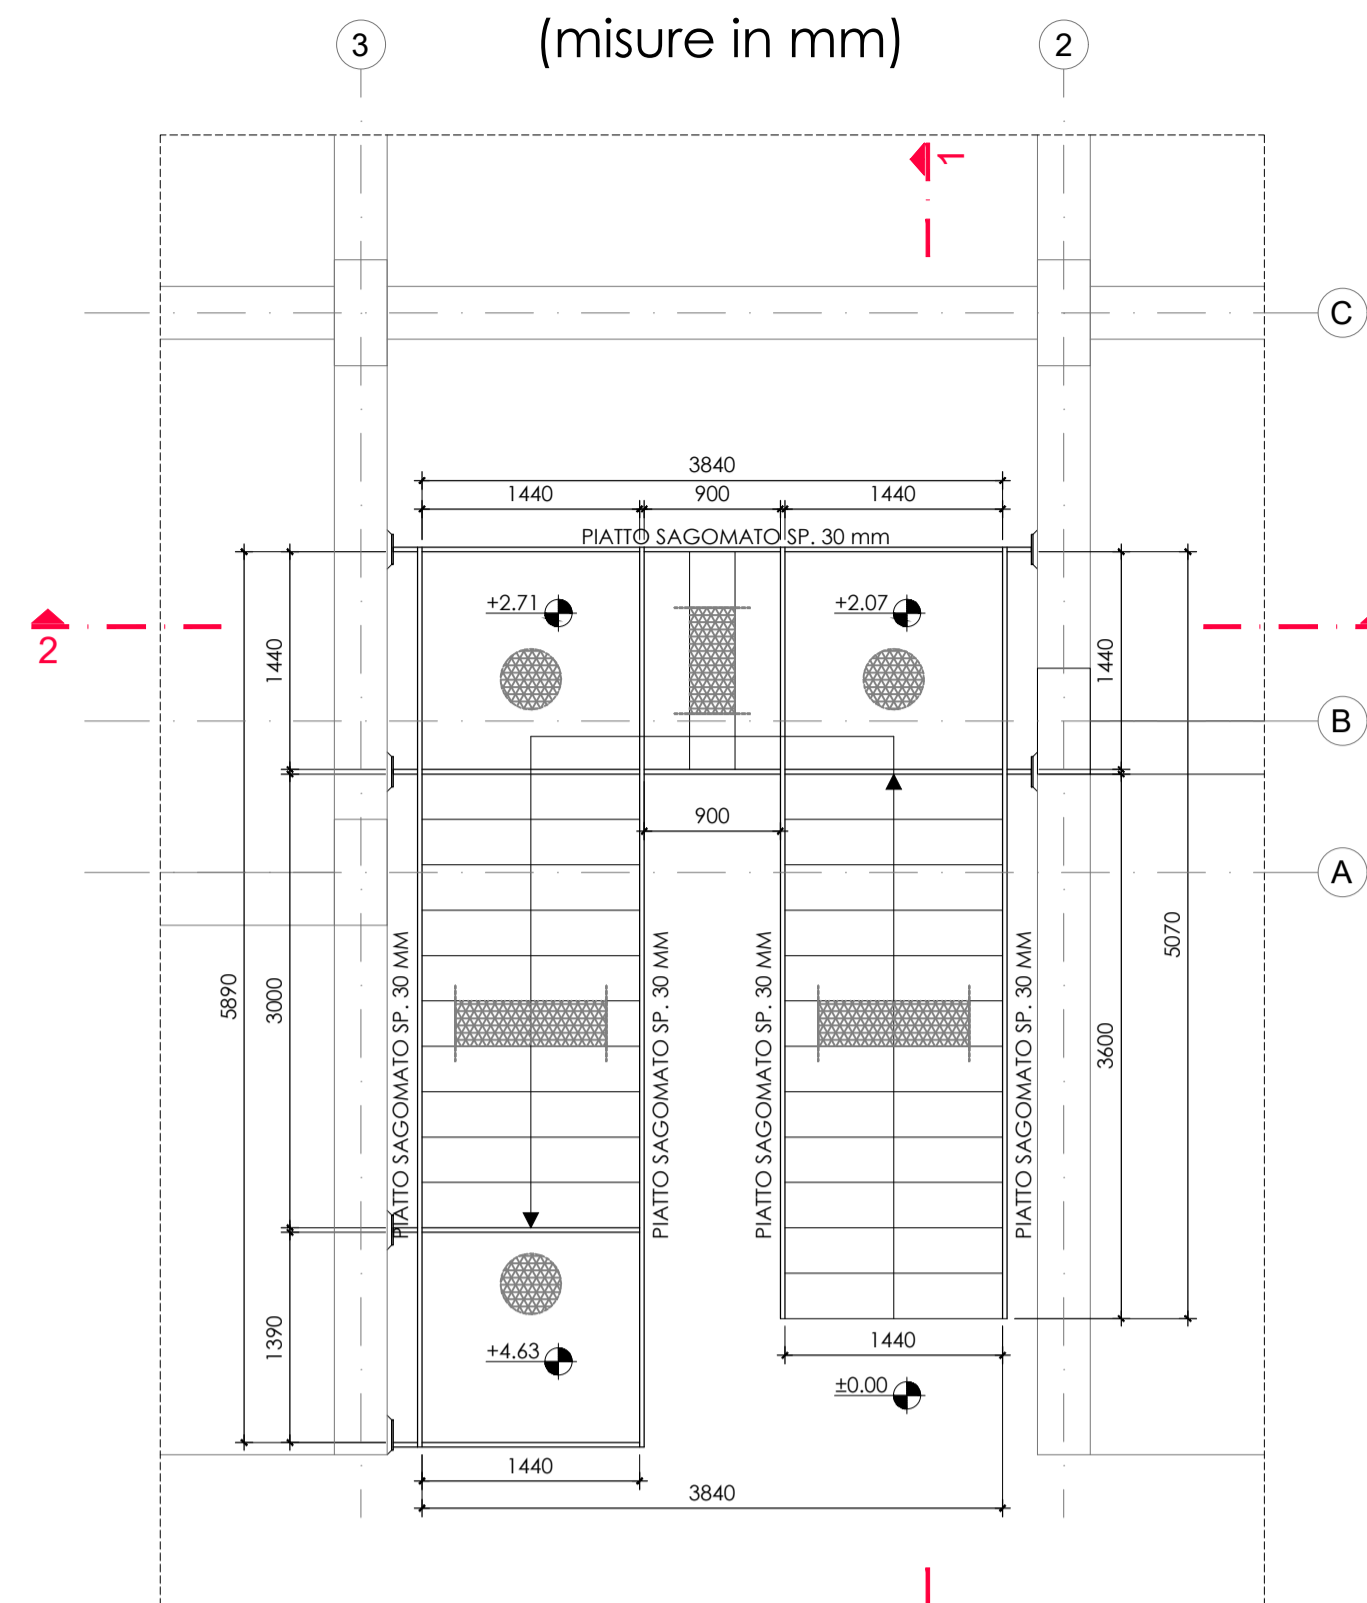 (misure in mm)
3
2
1
C
3840
1440
900
1440
PIATTO SAGOMATO SP. 30 mm
+2.71
+2.07
2
1440
1440
B
900
A
5890
3000
PIATTO SAGOMATO SP. 30 MM
PIATTO SAGOMATO SP. 30 MM
PIATTO SAGOMATO SP. 30 MM
PIATTO SAGOMATO SP. 30 MM
3600
5070
1390
+4.63
1440
±0.00
1440
3840